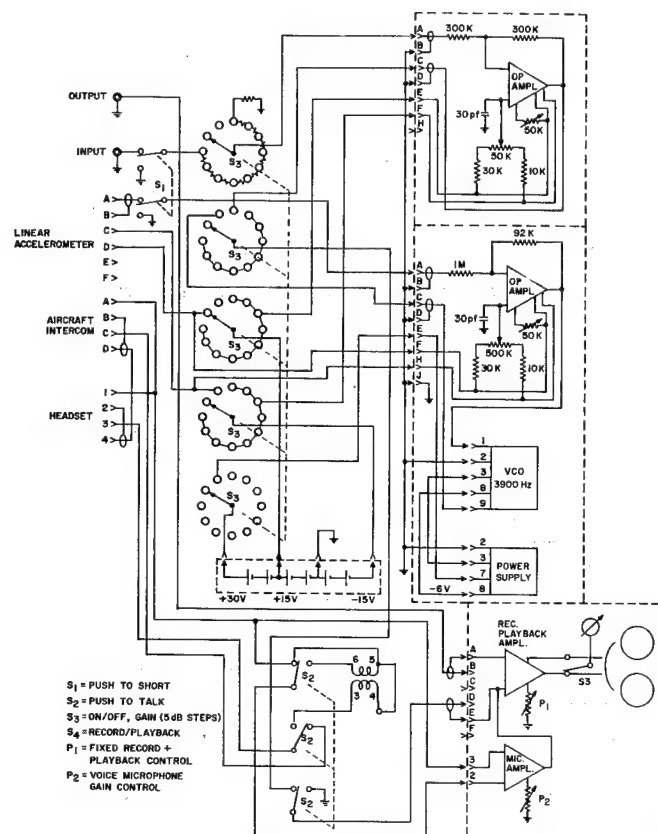 OUTPUT
INPUT
S1
A
B
C
D
E
F
LINEAR
ACCELEROMETER
A
B
C
D
AIRCRAFT
INTERCOM
1
2
3
4
HEADSET
S3
S3
S3
S3
S3
+30V
+15V
-15V
A
B
C
D
E
F
H
300K
300K
OP
AMPL.
30pf
50K
50K
30K
10K
A
B
C
D
E
F
H
J
1M
92K
OP
AMPL.
30pf
50K
500K
30K
10K
1
2
3
8
9
VCO
3900 Hz
2
3
7
8
-6V
POWER
SUPPLY
6
5
3
4
S2
S2
S2
A
B
C
D
E
F
REC.
PLAYBACK
AMPL.
P1
S3
3
2
MIC.
AMPL.
P2
S1 = PUSH TO SHORT
S2 = PUSH TO TALK
S3 = ON/OFF, GAIN (5dB STEPS)
S4 = RECORD/PLAYBACK
P1 = FIXED RECORD +
PLAYBACK CONTROL
P2 = VOICE MICROPHONE
GAIN CONTROL